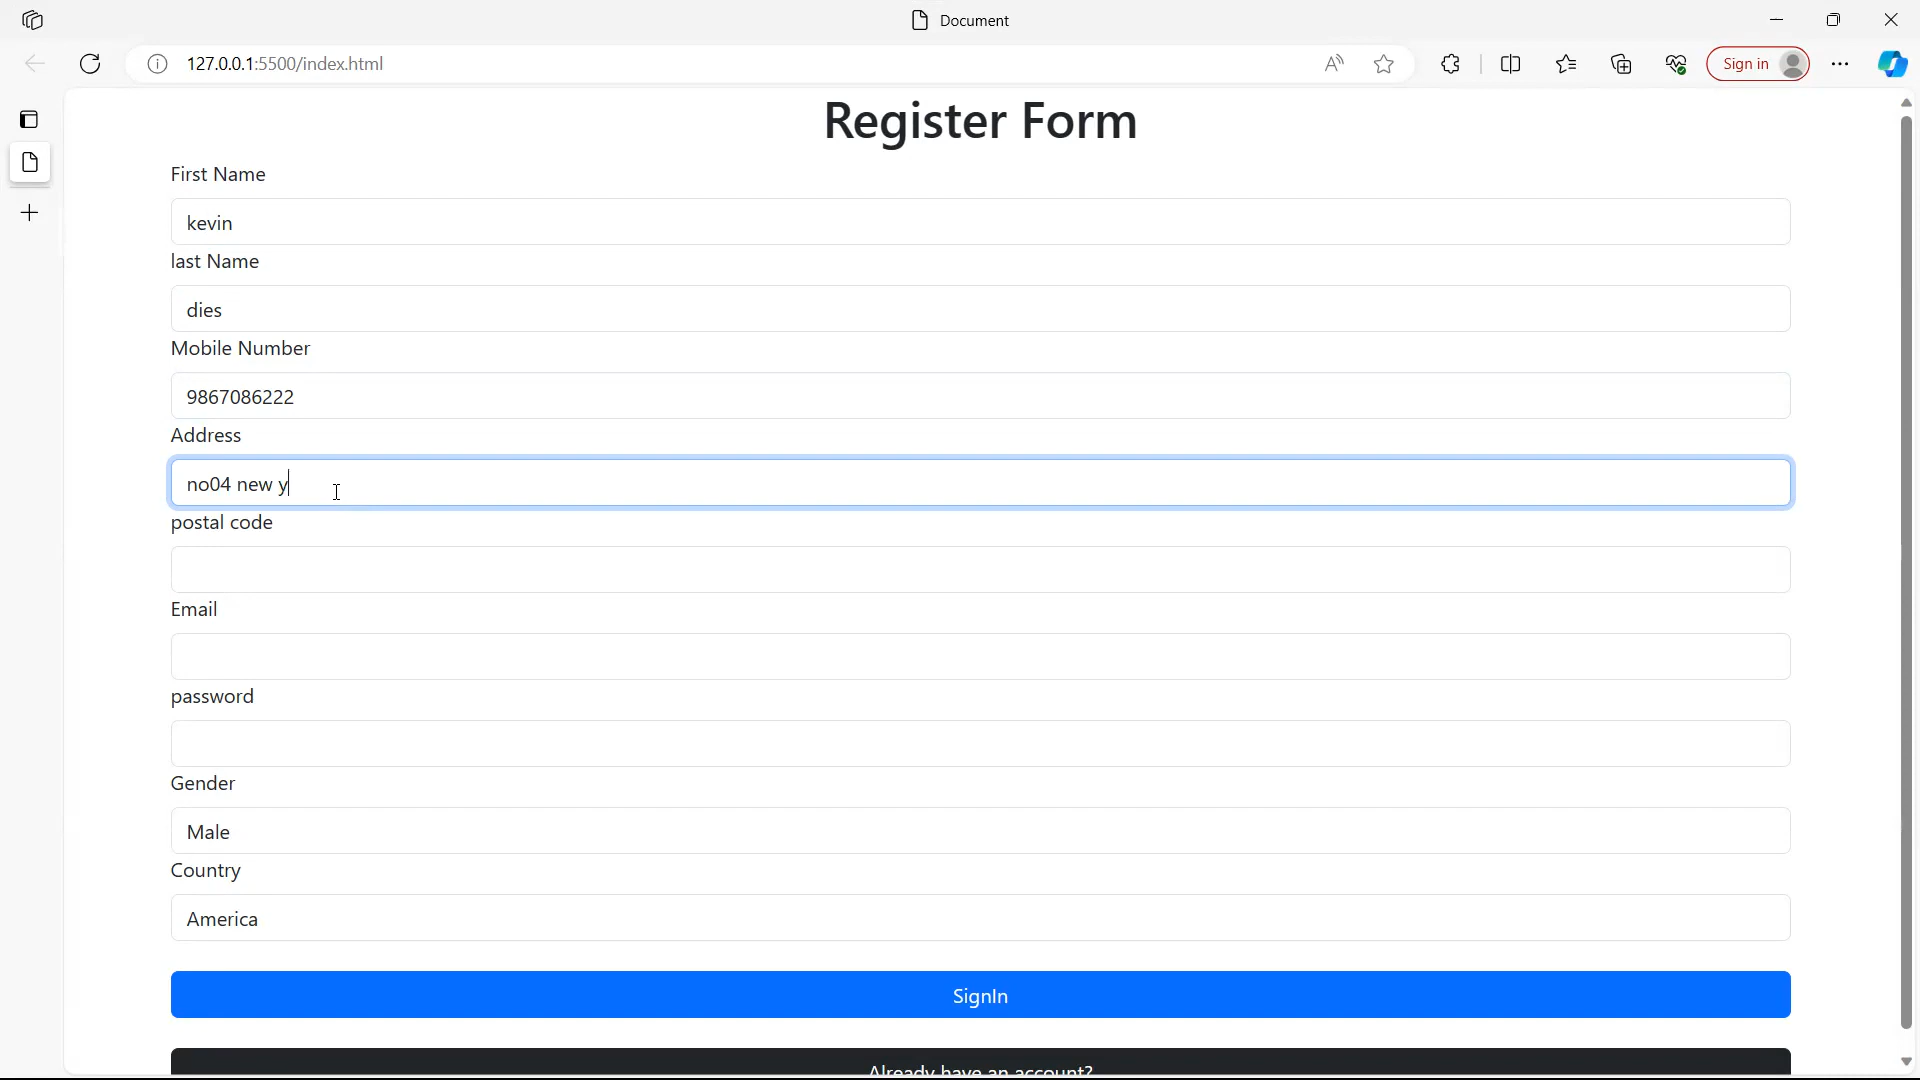 Document
127.0.0.1:5500/index.html
A
Sign in
Register Form
First Name
kevin
last Name
dies
Mobile Number
9867086222
Address
no04 new y
postal code
Email
password
Gender
Male
Country
America
SignIn
Already have an account?